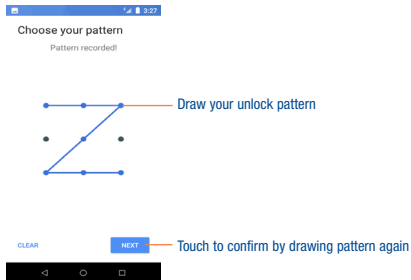 3:27
Choose your pattern
Pattern recorded!
Draw your unlock pattern
CLEAR
NEXT
Touch to confirm by drawing pattern again